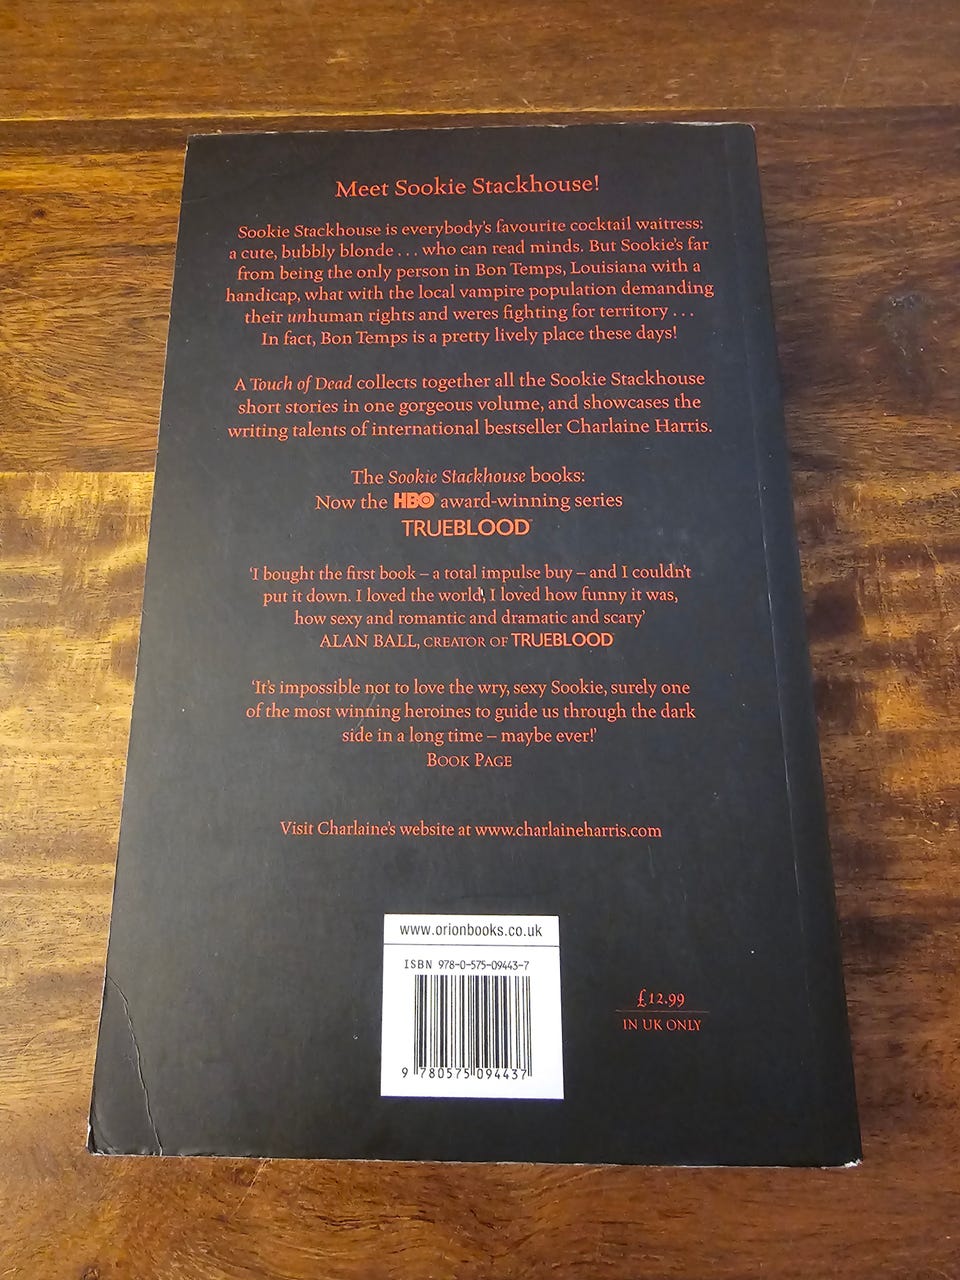 Meet Sookie Stackhouse!
Sookie Stackhouse is everybody's favourite cocktail waitress:
a cute, bubbly blonde . . . who can read minds. But Sookie's far
from being the only person in Bon Temps, Louisiana with a
handicap, what with the local vampire population demanding
their unhuman rights and weres fighting for territory . . .
In fact, Bon Temps is a pretty lively place these days!
A Touch of Dead collects together all the Sookie Stackhouse
short stories in one gorgeous volume, and showcases the
writing talents of international bestseller Charlaine Harris.
The Sookie Stackhouse books:
Now the HBO award-winning series
TRUEBLOOD
'I bought the first book – a total impulse buy – and I couldn't
put it down. I loved the world, I loved how funny it was,
how sexy and romantic and dramatic and scary'
ALAN BALL, CREATOR OF TRUEBLOOD
'It's impossible not to love the wry, sexy Sookie, surely one
of the most winning heroines to guide us through the dark
side in a long time – maybe ever!'
BOOK PAGE
Visit Charlaine's website at www.charlaineharris.com
www.orionbooks.co.uk
ISBN 978-0-575-09443-7
9 780575 094437
£12.99
IN UK ONLY